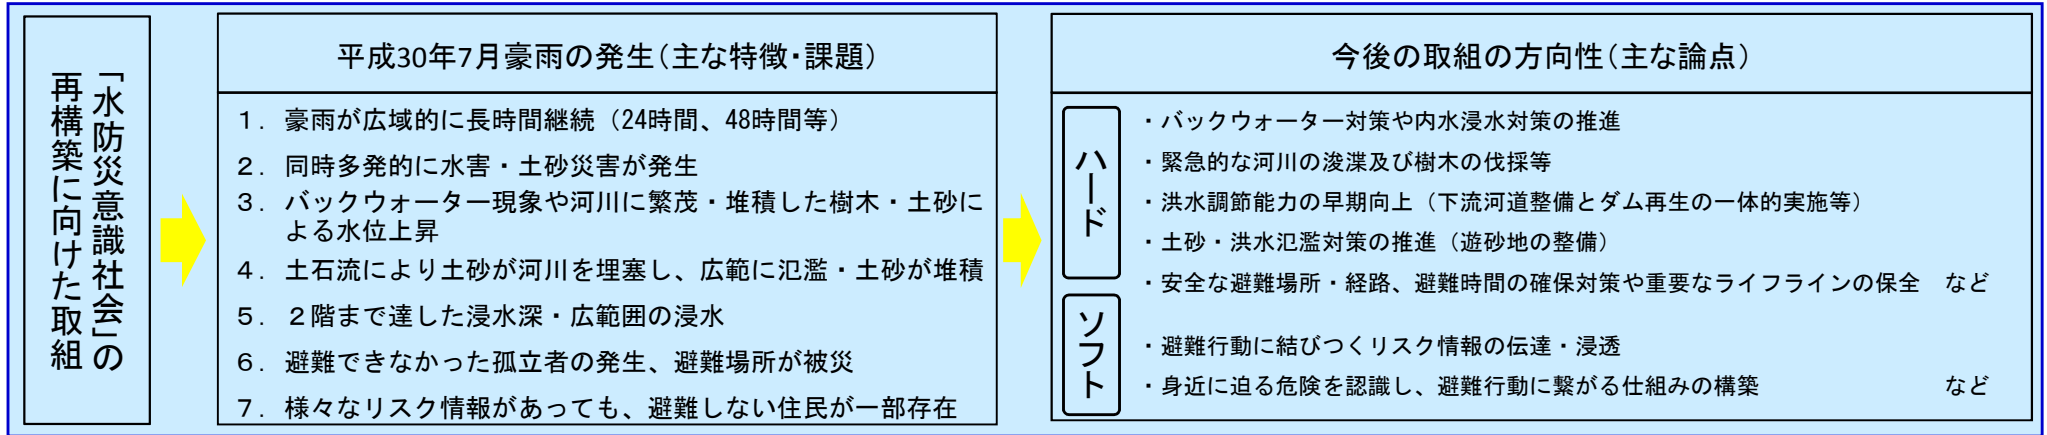 「水防災意識社会」の
再構築に向けた取組
平成30年7月豪雨の発生(主な特徴・課題)
１．豪雨が広域的に長時間継続（24時間、48時間等）
２．同時多発的に水害・土砂災害が発生
３．バックウォーター現象や河川に繁茂・堆積した樹木・土砂に
よる水位上昇
４．土石流により土砂が河川を埋塞し、広範に氾濫・土砂が堆積
５．２階まで達した浸水深・広範囲の浸水
６．避難できなかった孤立者の発生、避難場所が被災
７．様々なリスク情報があっても、避難しない住民が一部存在
今後の取組の方向性(主な論点)
ハード
・バックウォーター対策や内水浸水対策の推進
・緊急的な河川の浚渫及び樹木の伐採等
・洪水調節能力の早期向上（下流河道整備とダム再生の一体的実施等）
・土砂・洪水氾濫対策の推進（遊砂地の整備）
・安全な避難場所・経路、避難時間の確保対策や重要なライフラインの保全　など
ソフト
・避難行動に結びつくリスク情報の伝達・浸透
・身近に迫る危険を認識し、避難行動に繋がる仕組みの構築　など